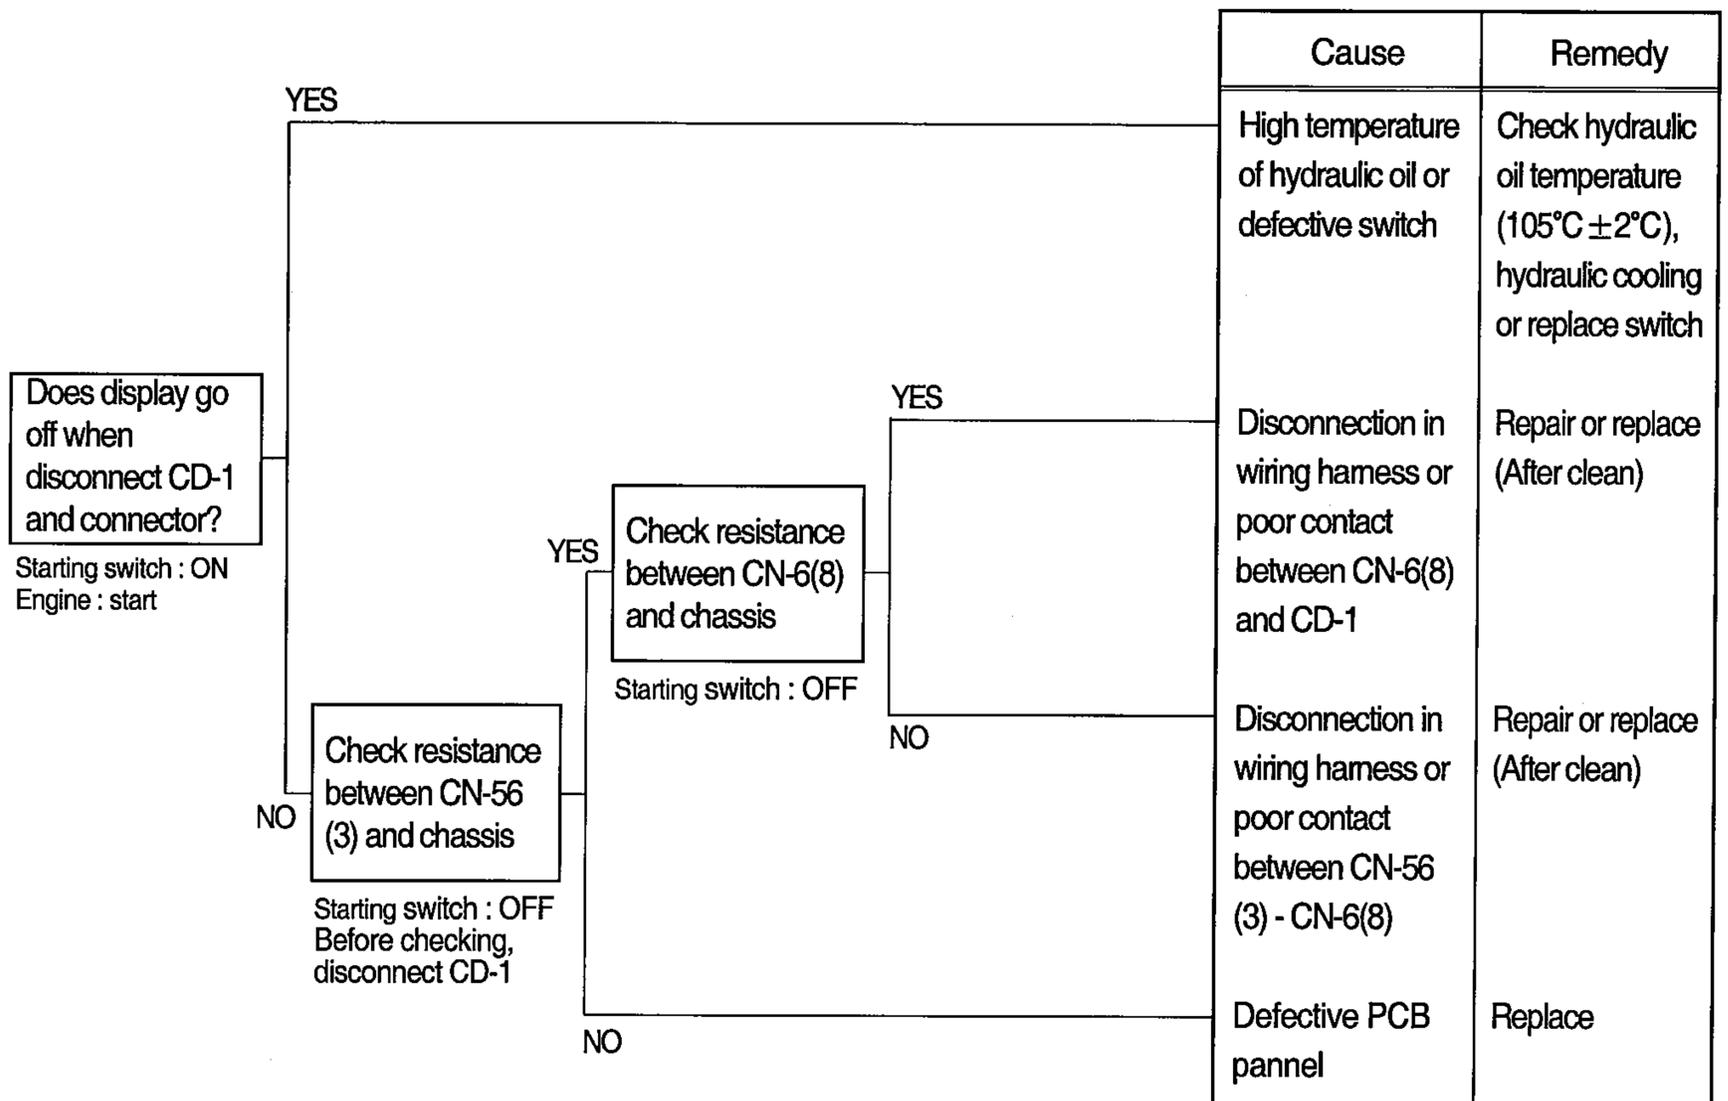 Cause
Remedy
YES
High temperature
of hydraulic oil or
defective switch
Check hydraulic
oil temperature
(105°C ±2°C),
hydraulic cooling
or replace switch
Does display go
off when
disconnect CD-1
and connector?
Starting switch : ON
Engine : start
YES
Disconnection in
wiring harness or
poor contact
between CN-6(8)
and CD-1
Repair or replace
(After clean)
YES
Check resistance
between CN-6(8)
and chassis
Starting switch : OFF
NO
Disconnection in
wiring harness or
poor contact
between CN-56
(3) - CN-6(8)
Repair or replace
(After clean)
NO
Check resistance
between CN-56
(3) and chassis
Starting switch : OFF
Before checking,
disconnect CD-1
NO
Defective PCB
pannel
Replace